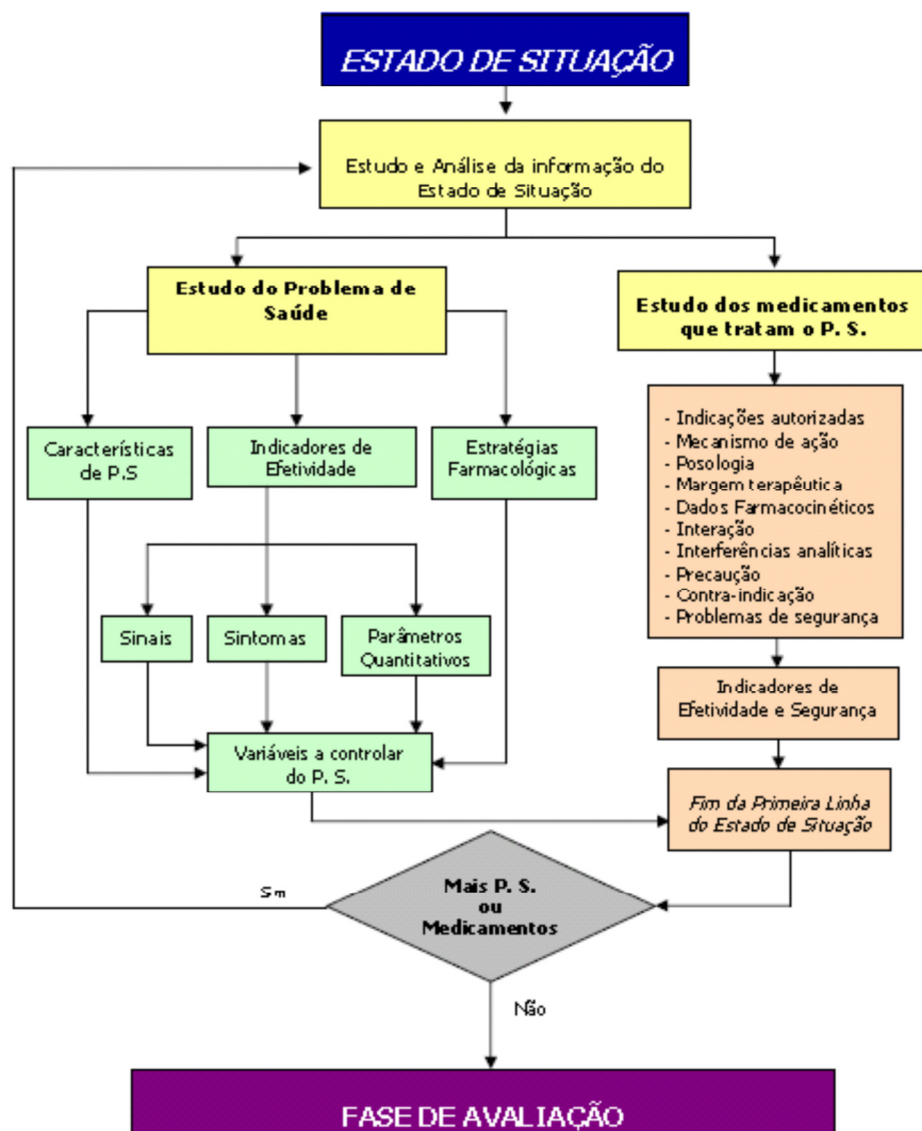 ESTADO DE SITUAÇÃO
Estudo e Análise da informação do
Estado de Situação
Estudo do Problema de
Saúde
Estudo dos medicamentos
que tratam o P. S.
Características
de P.S
Indicadores de
Efetividade
Estratégias
Farmacológicas
- Indicações autorizadas
- Mecanismo de ação
- Posologia
- Margem terapêutica
- Dados Farmacocinéticos
- Interação
- Interferências analíticas
- Precaução
- Contra-indicação
- Problemas de segurança
Sinais
Sintomas
Parâmetros
Quantitativos
Indicadores de
Efetividade e Segurança
Variáveis a controlar
do P. S.
Fim da Primeira Linha
do Estado de Situação
Sim
Mais P. S.
ou
Medicamentos
Não
FASE DE AVALIAÇÃO